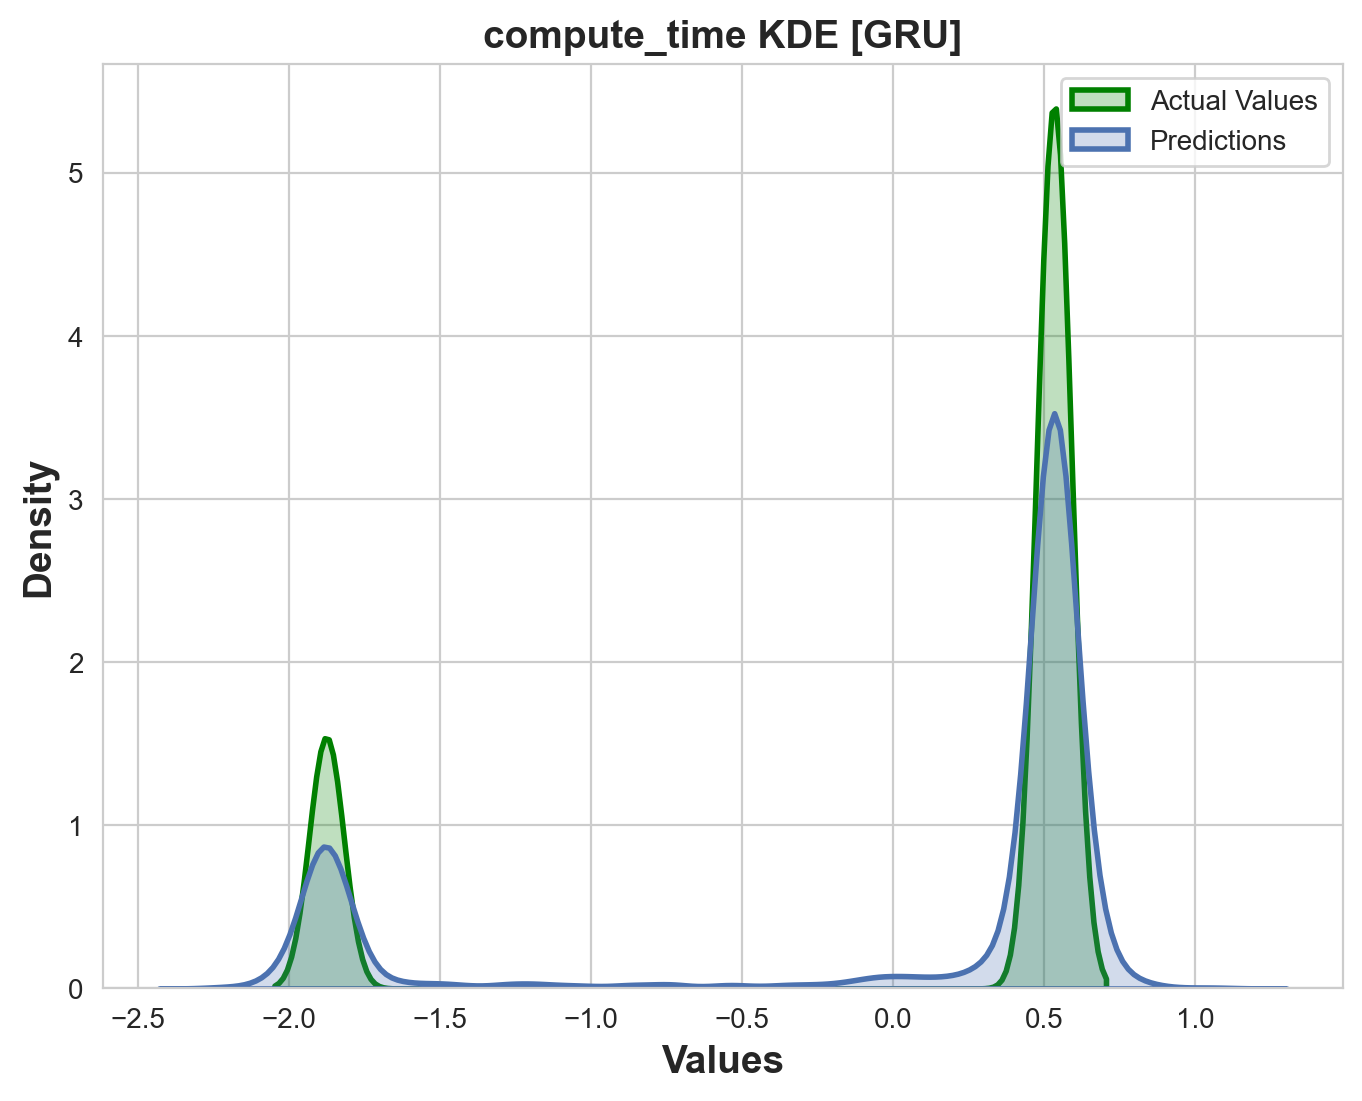 compute_time KDE [GRU]
Actual Values
Predictions
Density
5
4
3
2
1
0
−2.5 −2.0 −1.5 −1.0 −0.5 0.0 0.5 1.0
Values